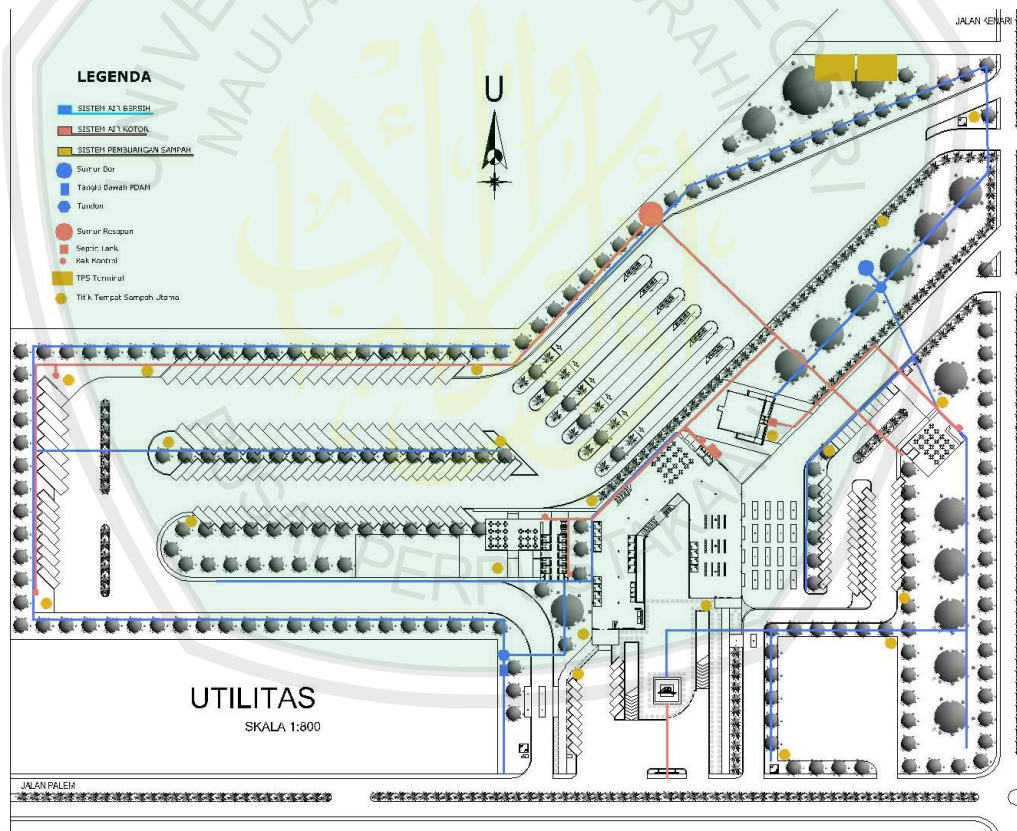 JALAN KENARI
LEGENDA
SISTEM AIR BERSIH
SISTEM AIR KOTOR
SISTEM PEMBUANGAN SAMPAH
Sumur Bor
Tangki Bawah PDAM
Tandon
Sumur Resapan
Septic Tank
Bak Kontrol
TPS Terminal
Titik Tempat Sampah Utama
U
UTILITAS
SKALA 1:800
JALAN PALEM